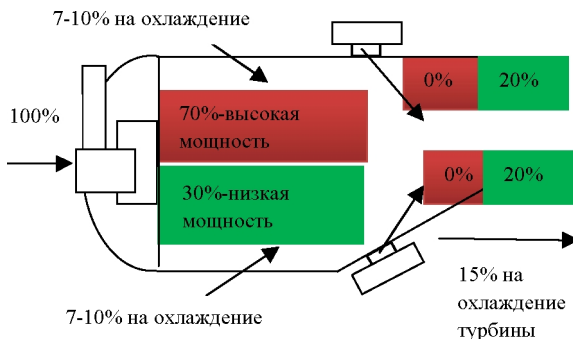 7-10% на охлаждение
0%
20%
100%
70%-высокая
мощность
30%-низкая
мощность
0%
20%
15% на
охлаждение
турбины
7-10% на охлаждение